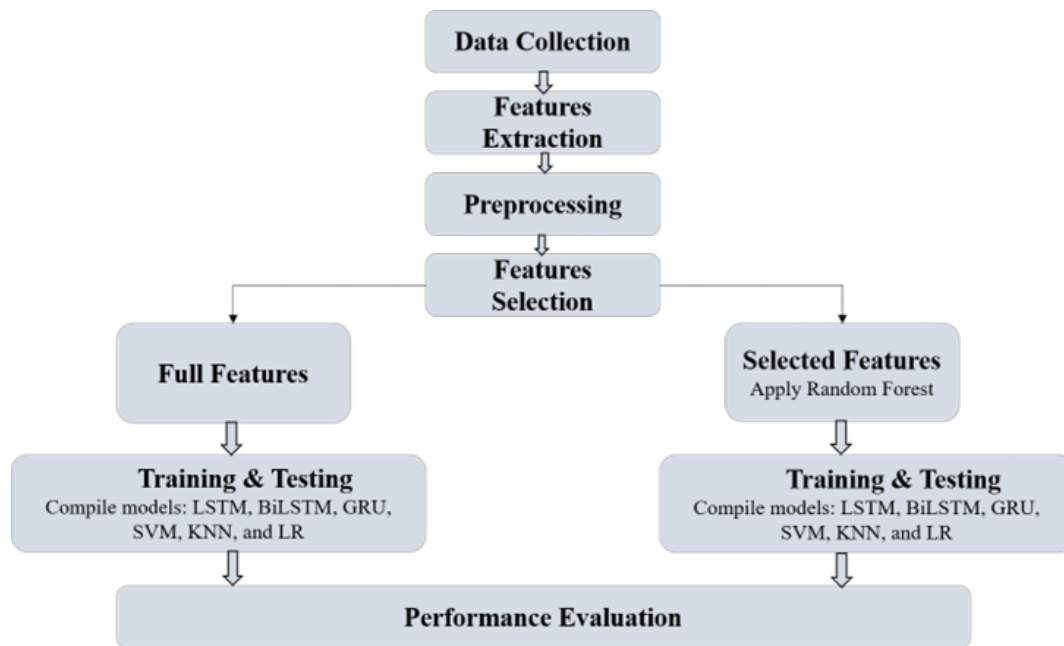 Data Collection
Features
Extraction
Preprocessing
Features
Selection
Full Features
Selected Features
Apply Random Forest
Training & Testing
Compile models: LSTM, BiLSTM, GRU,
SVM, KNN, and LR
Training & Testing
Compile models: LSTM, BiLSTM, GRU,
SVM, KNN, and LR
Performance Evaluation